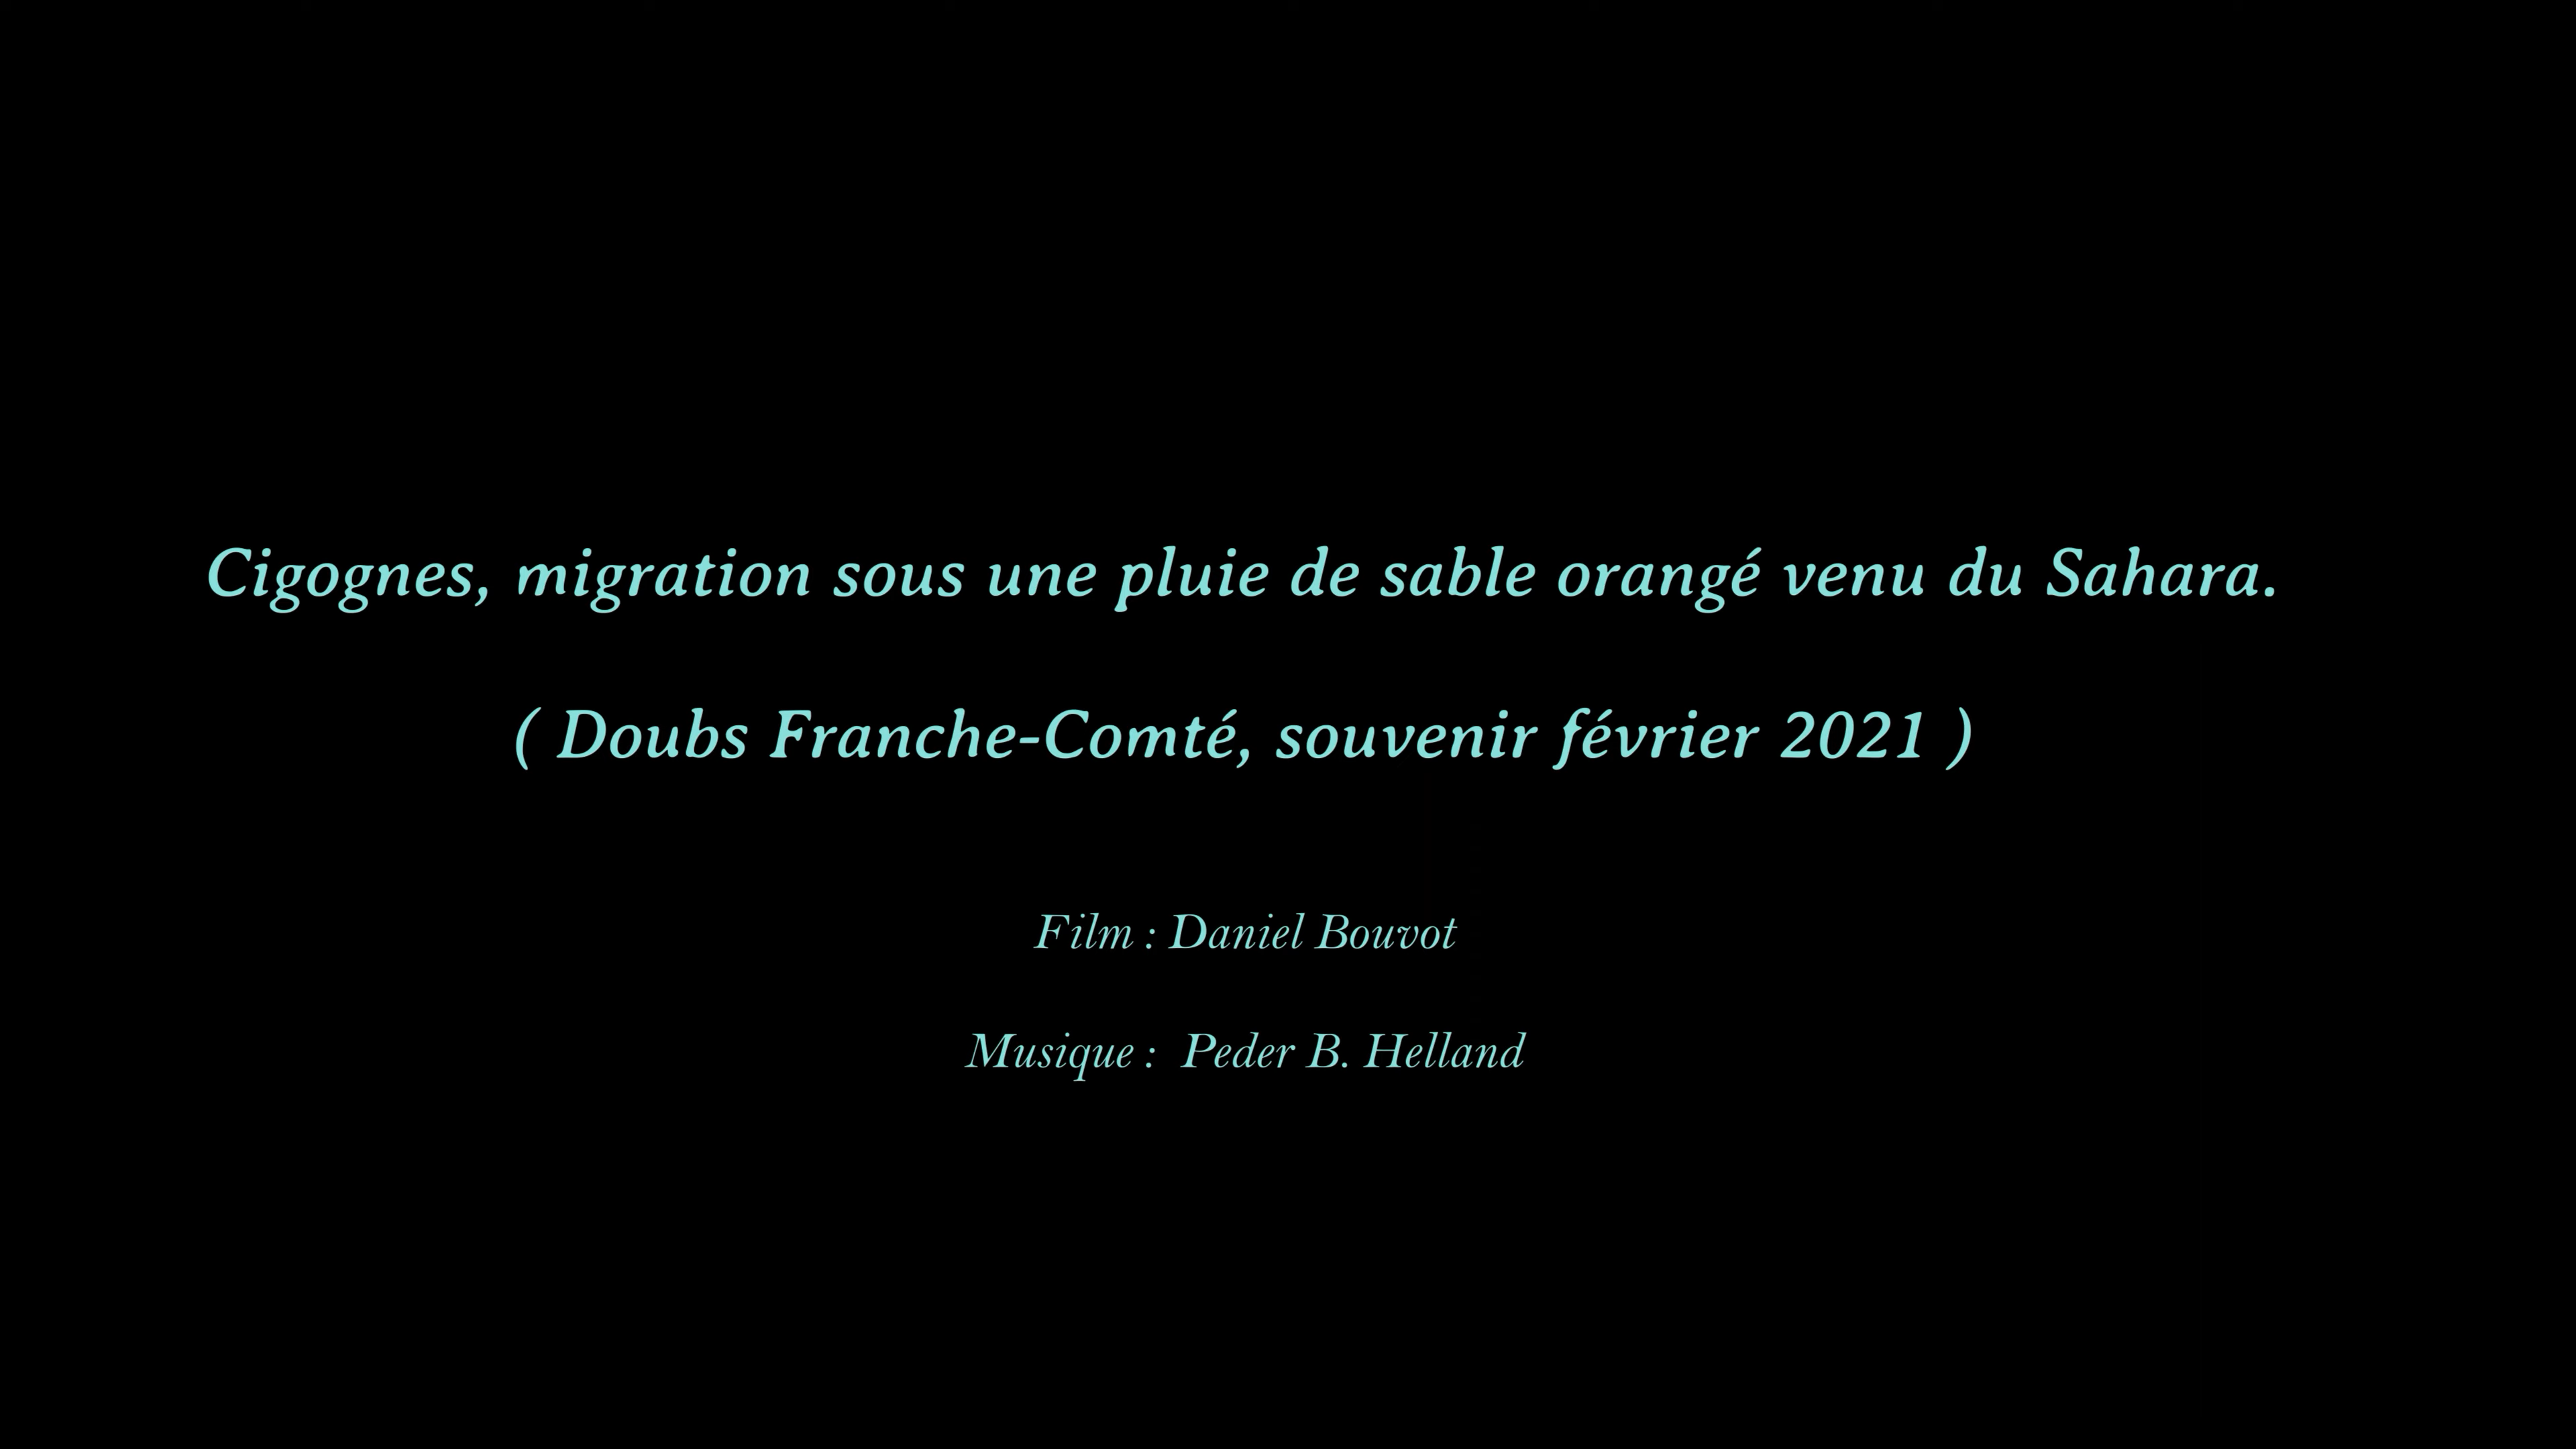 Cigognes, migration sous une pluie de sable orangé venu du Sahara.
( Doubs Franche-Comté, souvenir février 2021 )
Film : Daniel Bouvot
Musique :  Peder B. Helland